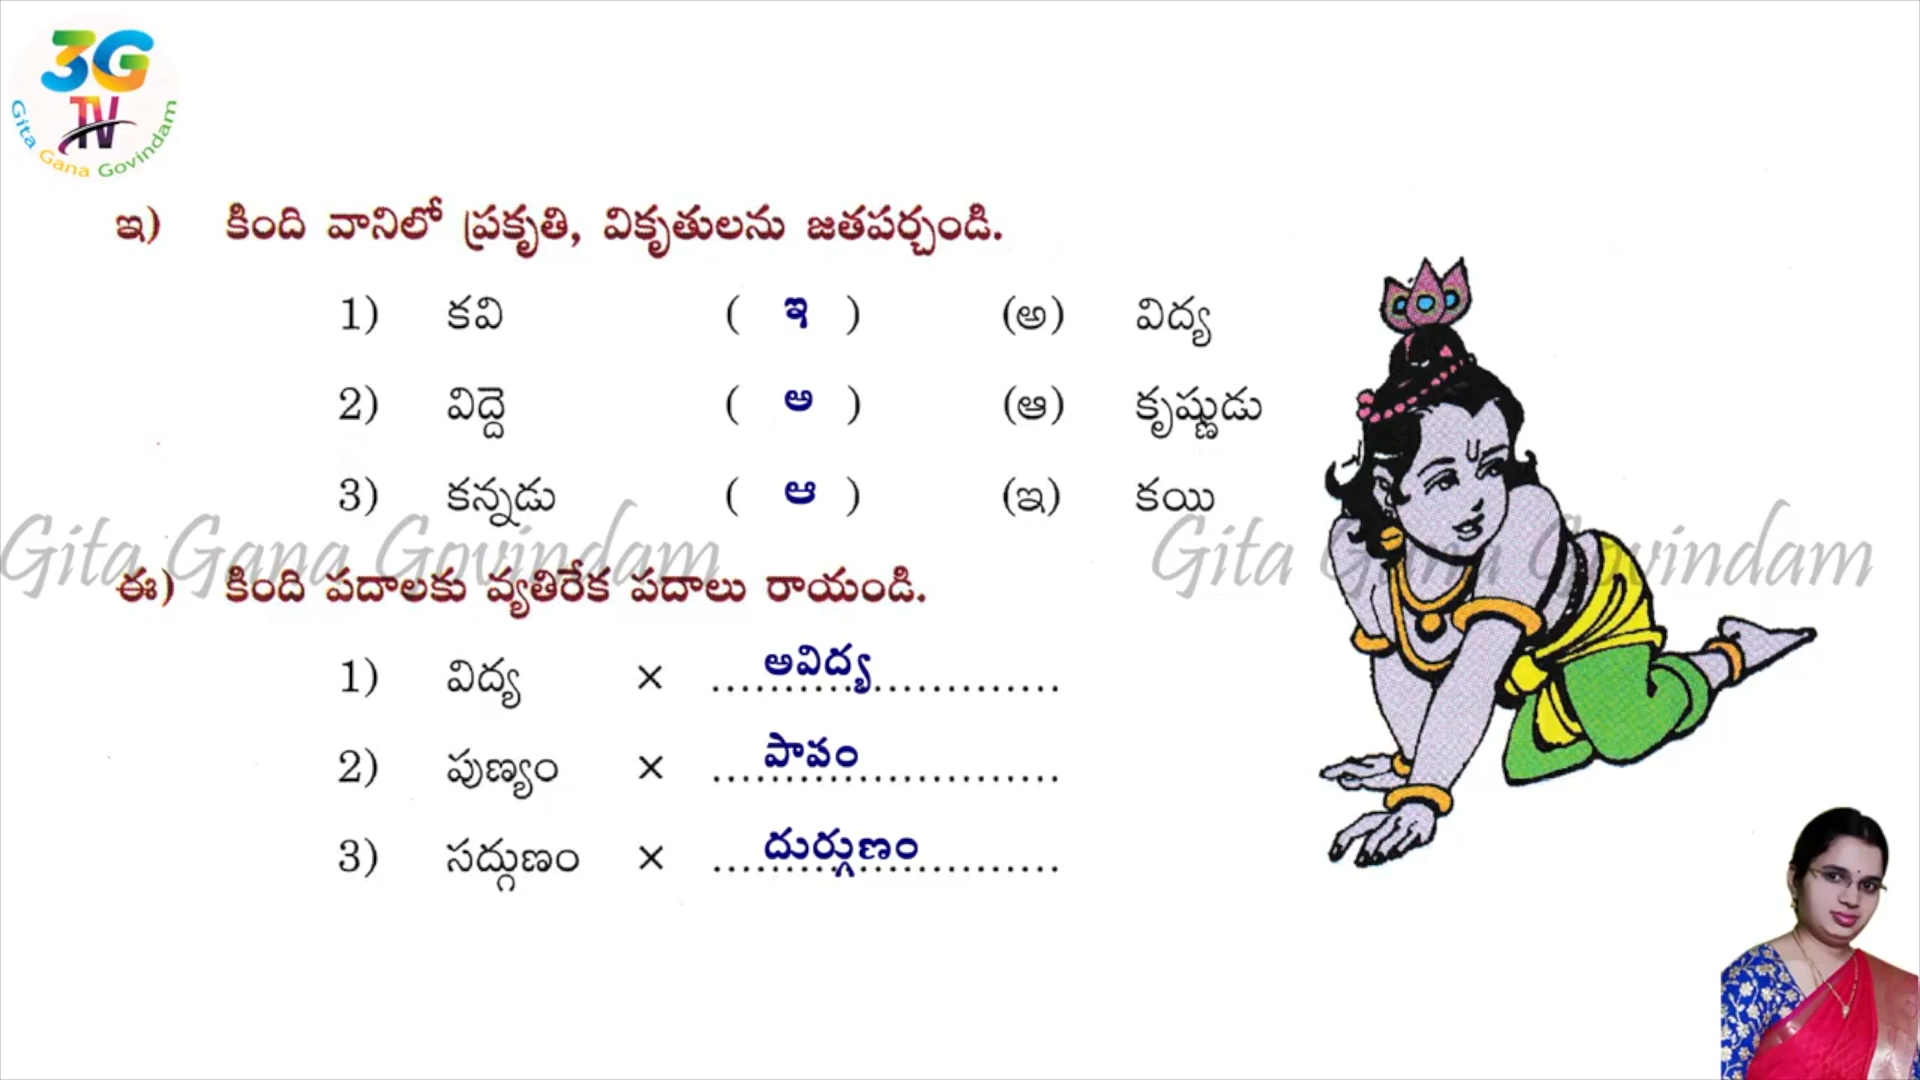 3G
TV
Gita Gana Govindam
ఇ) కింది వానిలో ప్రకృతి, వికృతులను జతపర్చండి.
1) కవి ( ఇ ) (అ) విద్య
2) విద్దె ( అ ) (ఆ) కృష్ణుడు
3) కన్నడు ( ఆ ) (ఇ) కయి
Gita Gana Govindam Gita Gana Govindam
ఈ) కింది పదాలకు వ్యతిరేక పదాలు రాయండి.
1) విద్య × అవిద్య
2) పుణ్యం × పాపం
3) సద్గుణం × దుర్గుణం